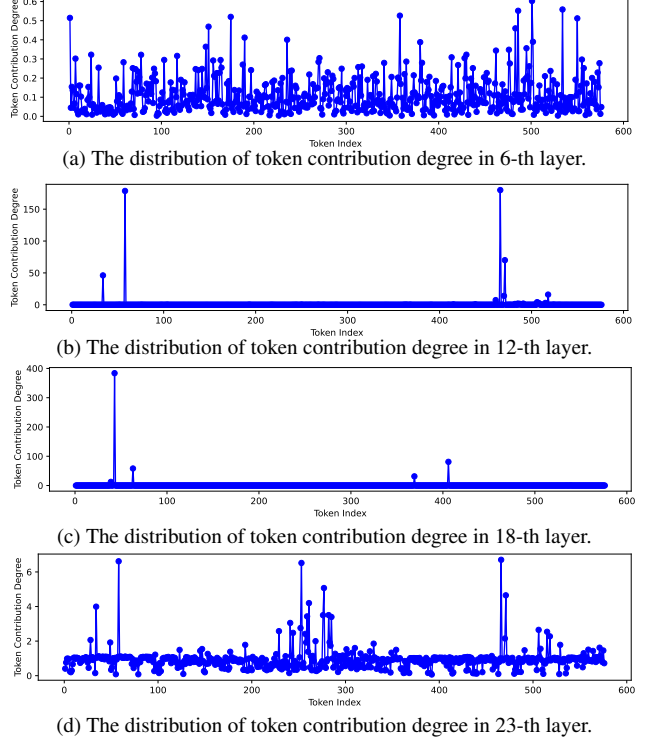 Token Contribution Degree
0.6
0.5
0.4
0.3
0.2
0.1
0.0
0 100 200 300 400 500 600
Token Index
(a) The distribution of token contribution degree in 6-th layer.
Token Contribution Degree
150
100
50
0
0 100 200 300 400 500 600
Token Index
(b) The distribution of token contribution degree in 12-th layer.
Token Contribution Degree
400
300
200
100
0
0 100 200 300 400 500 600
Token Index
(c) The distribution of token contribution degree in 18-th layer.
Token Contribution Degree
6
4
2
0
0 100 200 300 400 500 600
Token Index
(d) The distribution of token contribution degree in 23-th layer.